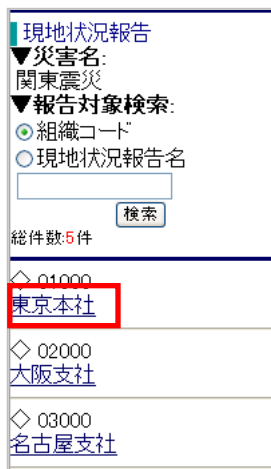 現地状況報告
▼災害名:
関東震災
▼報告対象検索:
組織コード
現地状況報告名
検索
総件数:5件
◇ 01000
東京本社
◇ 02000
大阪支社
◇ 03000
名古屋支社